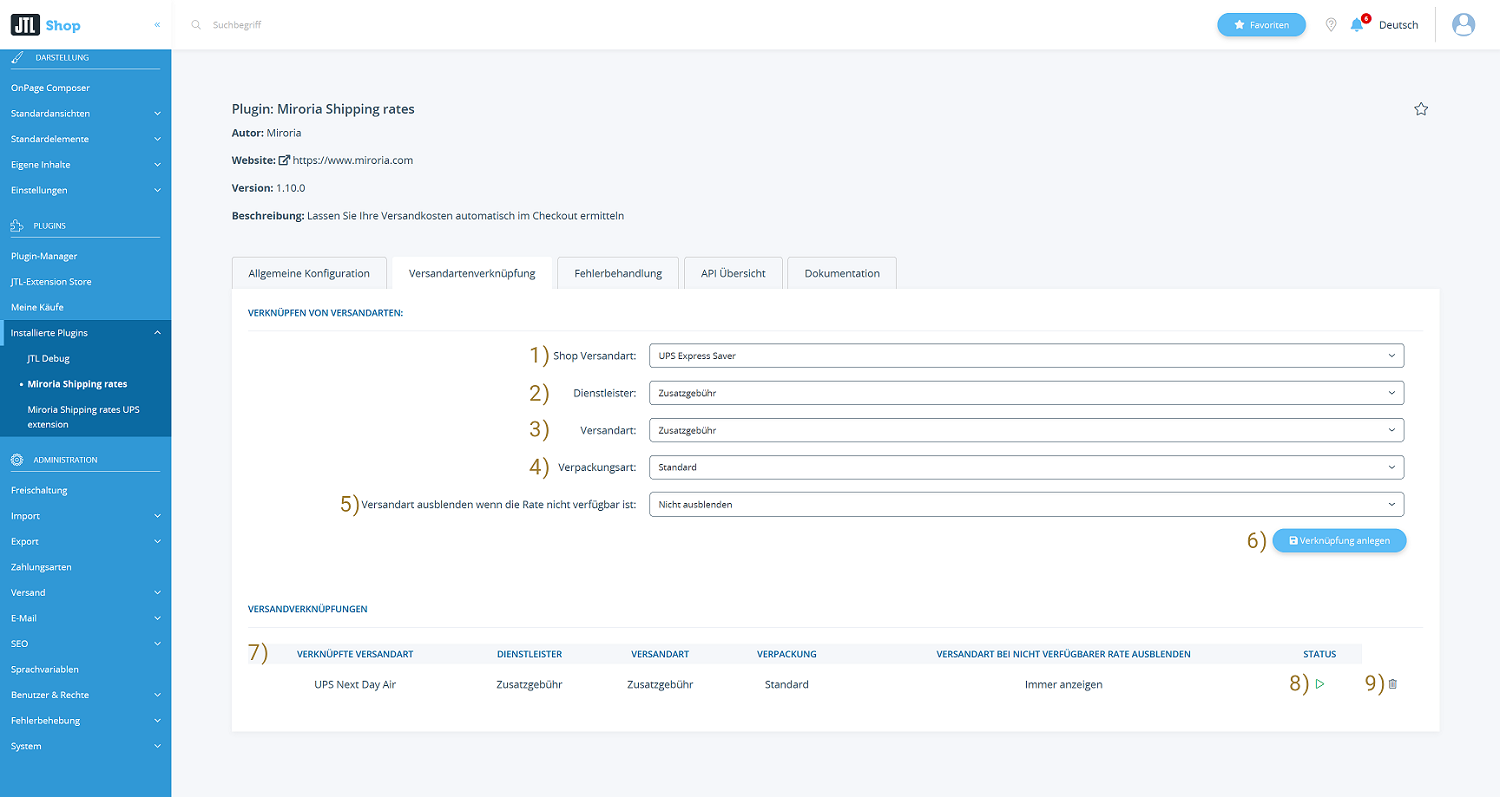 JTL Shop
«
Suchbegriff
Favoriten
6
Deutsch
DARSTELLUNG
OnPage Composer
Standardansichten
Standardelemente
Eigene Inhalte
Einstellungen
PLUGINS
Plugin-Manager
JTL-Extension Store
Meine Käufe
Installierte Plugins
JTL Debug
• Miroria Shipping rates
Miroria Shipping rates UPS
extension
ADMINISTRATION
Freischaltung
Import
Export
Zahlungsarten
Versand
E-Mail
SEO
Sprachvariablen
Benutzer & Rechte
Fehlerbehebung
System
Plugin: Miroria Shipping rates
Autor: Miroria
Website: https://www.miroria.com
Version: 1.10.0
Beschreibung: Lassen Sie Ihre Versandkosten automatisch im Checkout ermitteln
Allgemeine Konfiguration Versandartenverknüpfung Fehlerbehandlung API Übersicht Dokumentation
VERKNÜPFEN VON VERSANDARTEN:
1) Shop Versandart: UPS Express Saver
2) Dienstleister: Zusatzgebühr
3) Versandart: Zusatzgebühr
4) Verpackungsart: Standard
5) Versandart ausblenden wenn die Rate nicht verfügbar ist: Nicht ausblenden
6) Verknüpfung anlegen
VERSANDVERKNÜPFUNGEN
7) VERKNÜPFTE VERSANDART DIENSTLEISTER VERSANDART VERPACKUNG VERSANDART BEI NICHT VERFÜGBARER RATE AUSBLENDEN STATUS
UPS Next Day Air Zusatzgebühr Zusatzgebühr Standard Immer anzeigen 8) 9)